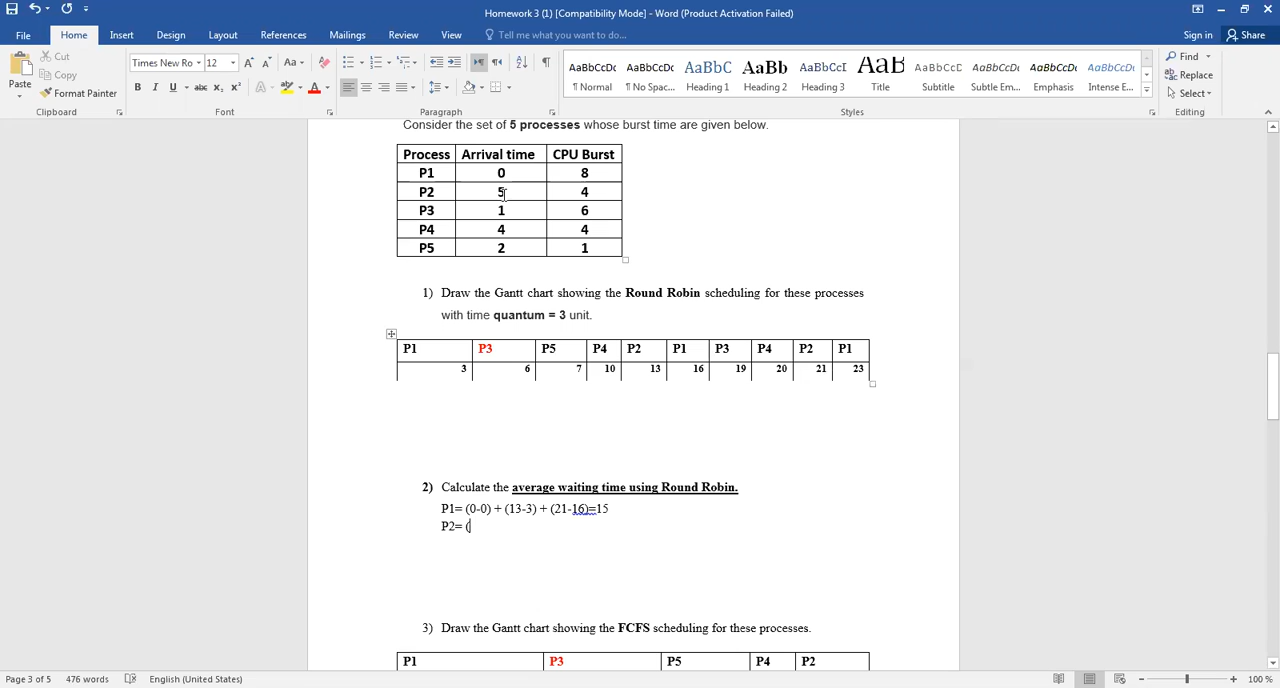 Homework 3 (1) [Compatibility Mode] - Word (Product Activation Failed)
File Home Insert Design Layout References Mailings Review View Tell me what you want to do... Sign in Share
Paste Cut Copy Format Painter
Times New Ro 12 Aa
B I U abc x₂ x² A A
AaBbCcDc ¶ Normal
AaBbCcDc ¶ No Spac...
AaBbCc Heading 1
AaBb Heading 2
AaBbCcI Heading 3
AaB Title
AaBbCcD Subtitle
AaBbCcDc Subtle Em...
AaBbCcDc Emphasis
AaBbCcDc Intense E...
Find
Replace
Select
Clipboard Font Paragraph Styles Editing
Consider the set of 5 processes whose burst time are given below.
Process Arrival time CPU Burst
P1 0 8
P2 5 4
P3 1 6
P4 4 4
P5 2 1
1) Draw the Gantt chart showing the Round Robin scheduling for these processes
with time quantum = 3 unit.
P1 P3 P5 P4 P2 P1 P3 P4 P2 P1
3 6 7 10 13 16 19 20 21 23
2) Calculate the average waiting time using Round Robin.
P1= (0-0) + (13-3) + (21-16)=15
P2= (
3) Draw the Gantt chart showing the FCFS scheduling for these processes.
P1 P3 P5 P4 P2
Page 3 of 5 476 words English (United States) 100 %